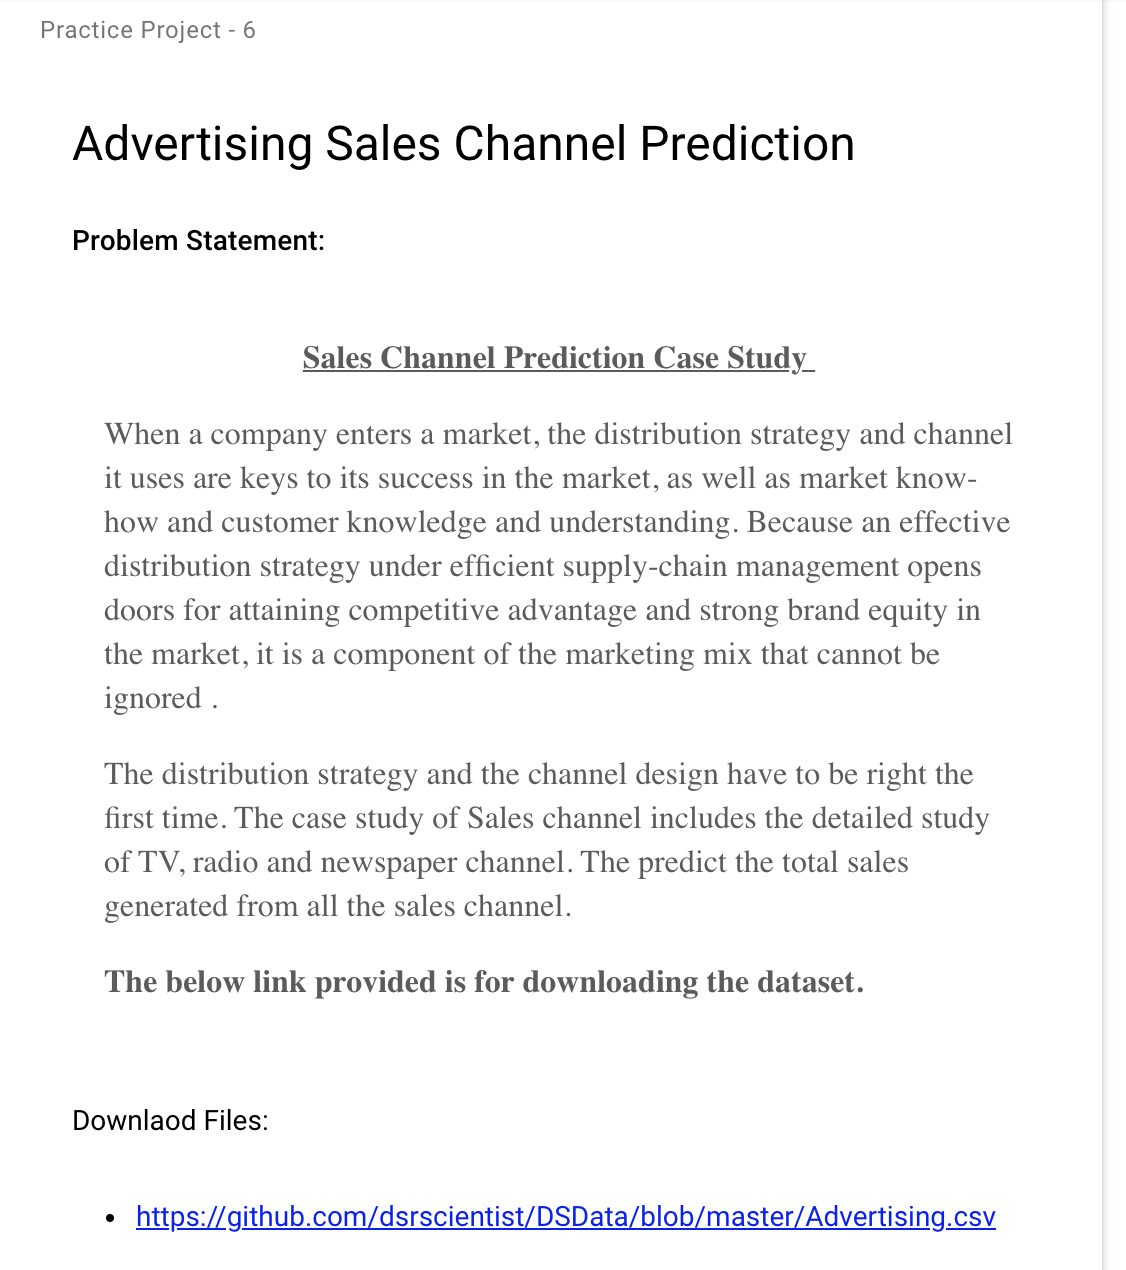 Practice Project - 6
Advertising Sales Channel Prediction
Problem Statement:
Sales Channel Prediction Case Study
When a company enters a market, the distribution strategy and channel
it uses are keys to its success in the market, as well as market know-
how and customer knowledge and understanding. Because an effective
distribution strategy under efficient supply-chain management opens
doors for attaining competitive advantage and strong brand equity in
the market, it is a component of the marketing mix that cannot be
ignored .
The distribution strategy and the channel design have to be right the
first time. The case study of Sales channel includes the detailed study
of TV, radio and newspaper channel. The predict the total sales
generated from all the sales channel.
The below link provided is for downloading the dataset.
Downlaod Files:
• https://github.com/dsrscientist/DSData/blob/master/Advertising.csv